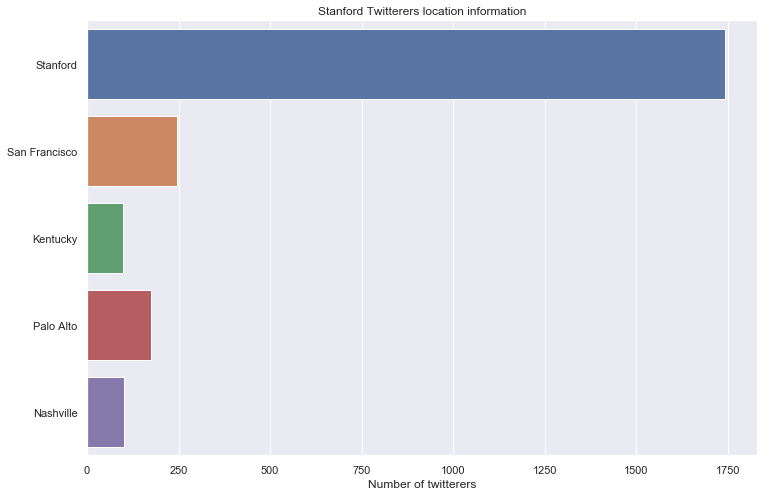 Stanford Twitterers location information
Stanford
San Francisco
Kentucky
Palo Alto
Nashville
0 250 500 750 1000 1250 1500 1750
Number of twitterers